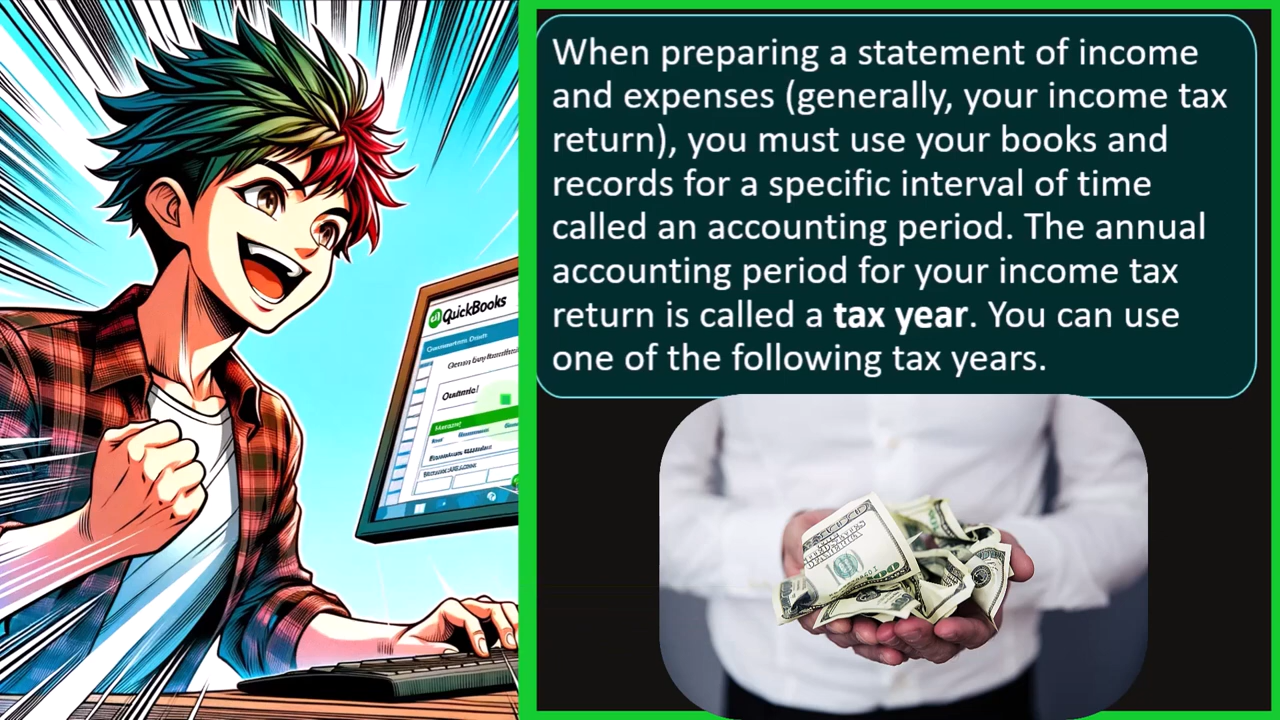 When preparing a statement of income
and expenses (generally, your income tax
return), you must use your books and
records for a specific interval of time
called an accounting period. The annual
accounting period for your income tax
return is called a tax year. You can use
one of the following tax years.
QuickBooks